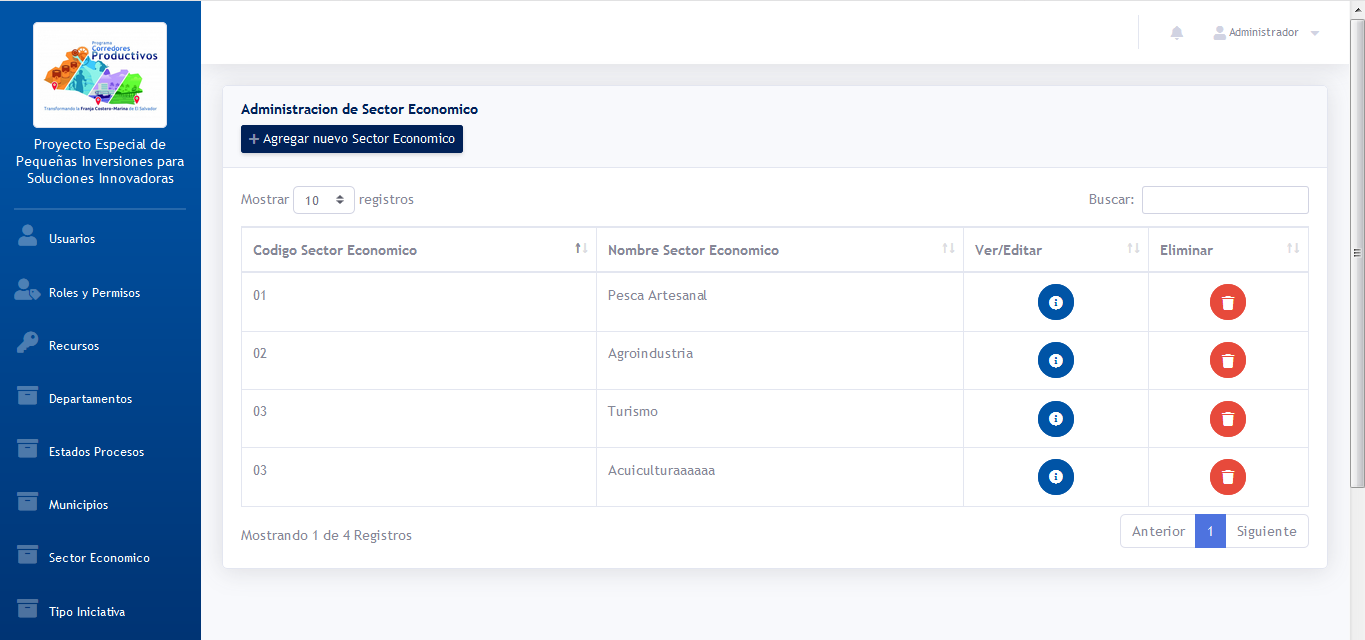 Programa
Corredores
Productivos
Transformando la Franja Costero-Marina de El Salvador
Proyecto Especial de
Pequeñas Inversiones para
Soluciones Innovadoras
Usuarios
Roles y Permisos
Recursos
Departamentos
Estados Procesos
Municipios
Sector Economico
Tipo Iniciativa
Administrador
Administracion de Sector Economico
+ Agregar nuevo Sector Economico
Mostrar 10 registros
Buscar:
Codigo Sector Economico Nombre Sector Economico Ver/Editar Eliminar
01 Pesca Artesanal
02 Agroindustria
03 Turismo
03 Acuiculturaaaaaa
Mostrando 1 de 4 Registros
Anterior 1 Siguiente